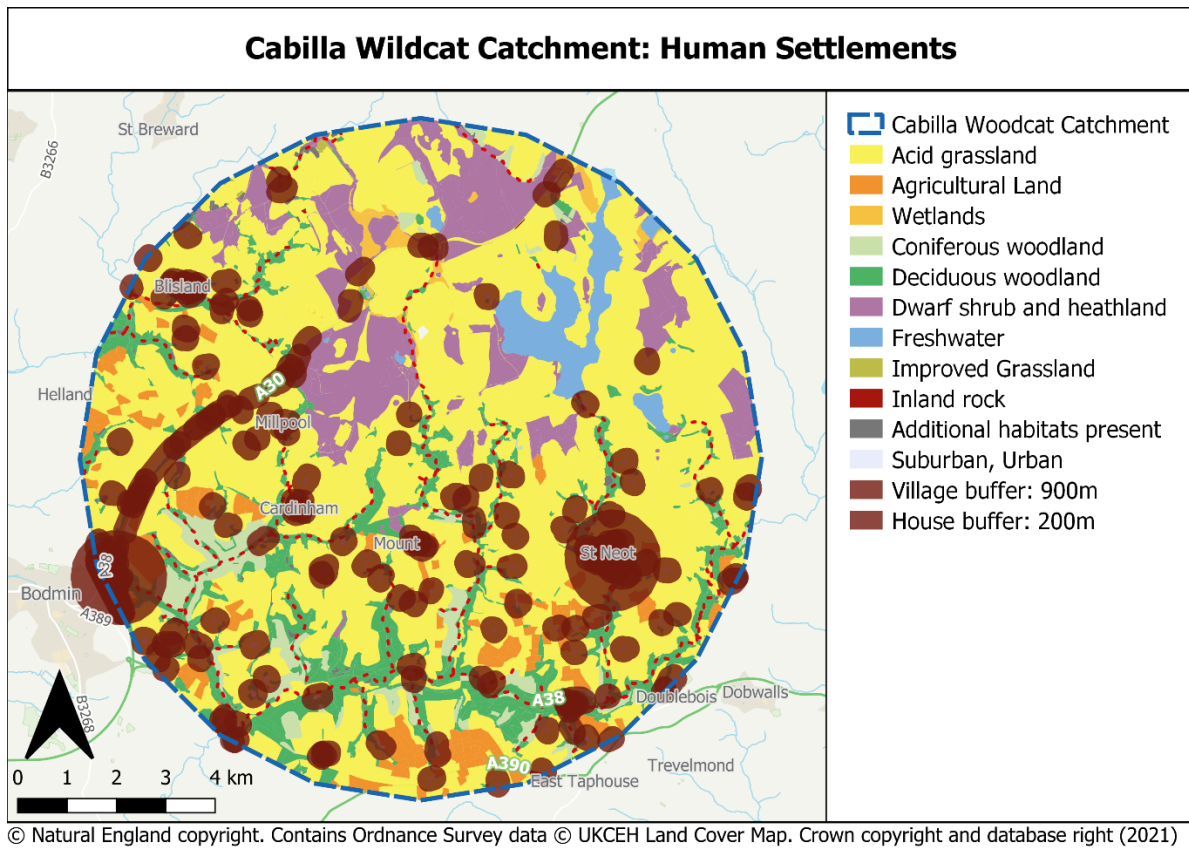 Cabilla Wildcat Catchment: Human Settlements
St Breward
B3266
Blisland
Helland
A30
Millpool
Cardinham
Mount
St Neot
A38
Bodmin
A389
B3268
A38
Doublebois
Dobwalls
A390
East Taphouse
Trevelmond
0 1 2 3 4 km
Cabilla Woodcat Catchment
Acid grassland
Agricultural Land
Wetlands
Coniferous woodland
Deciduous woodland
Dwarf shrub and heathland
Freshwater
Improved Grassland
Inland rock
Additional habitats present
Suburban, Urban
Village buffer: 900m
House buffer: 200m
© Natural England copyright. Contains Ordnance Survey data © UKCEH Land Cover Map. Crown copyright and database right (2021)